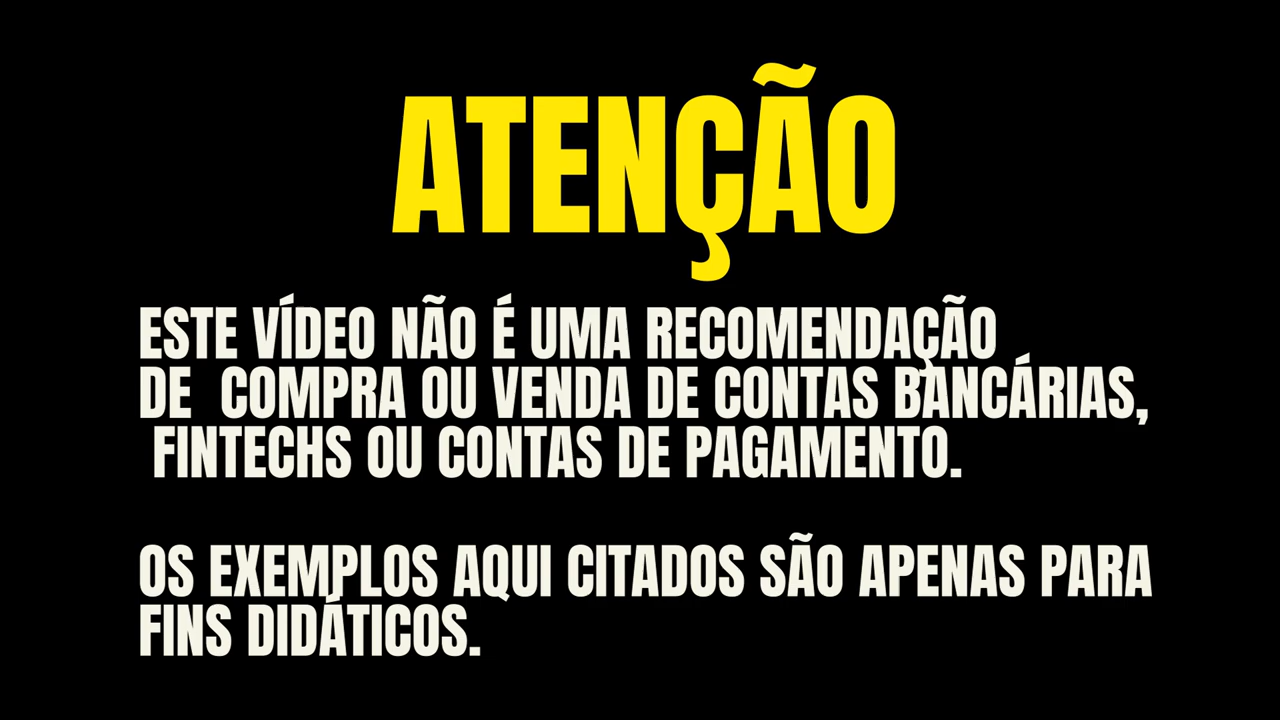 ATENÇÃO
ESTE VÍDEO NÃO É UMA RECOMENDAÇÃO
DE COMPRA OU VENDA DE CONTAS BANCÁRIAS,
FINTECHS OU CONTAS DE PAGAMENTO.
OS EXEMPLOS AQUI CITADOS SÃO APENAS PARA
FINS DIDÁTICOS.